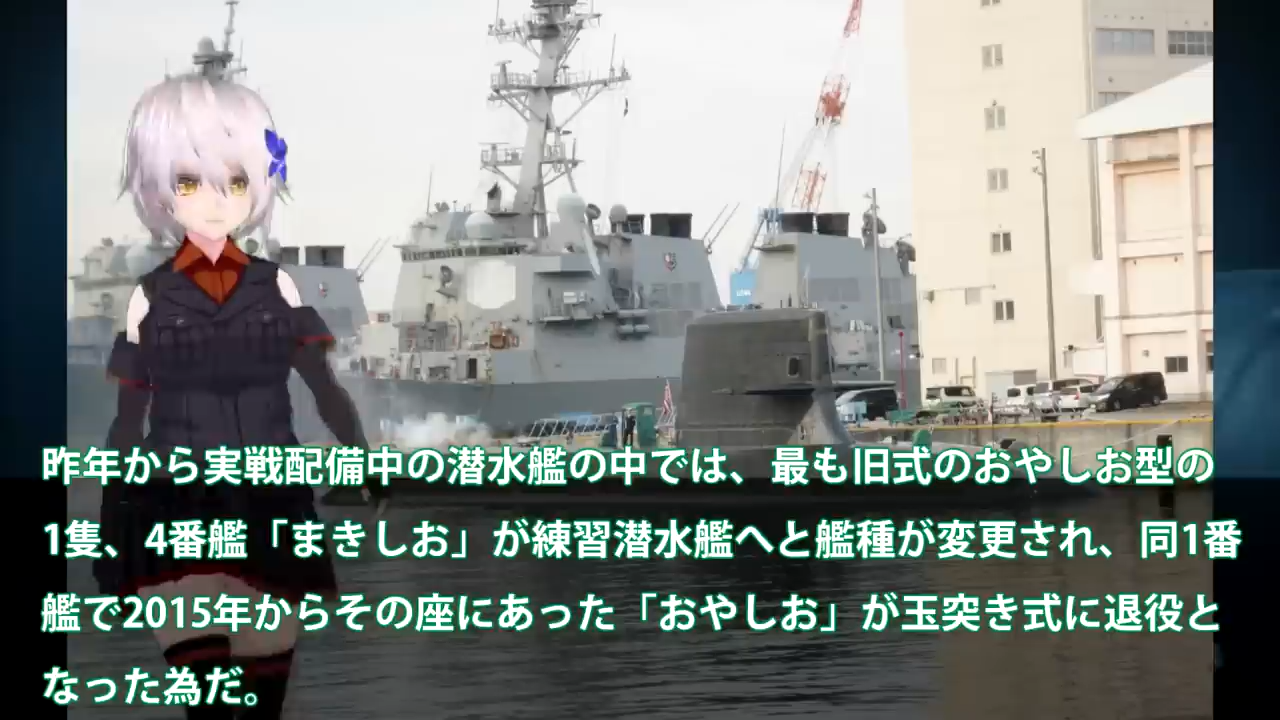 昨年から実戦配備中の潜水艦の中では、最も旧式のおやしお型の
1隻、4番艦「まきしお」が練習潜水艦へと艦種が変更され、同1番
艦で2015年からその座にあった「おやしお」が玉突き式に退役と
なった為だ。